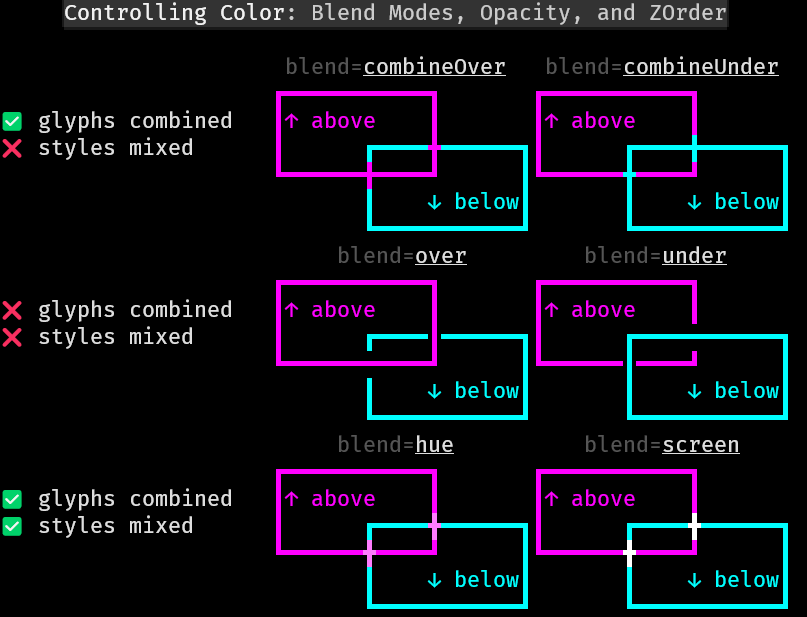 Controlling Color: Blend Modes, Opacity, and ZOrder
blend=combineOver blend=combineUnder
✅ glyphs combined ↑ above ↑ above
❌ styles mixed
↓ below ↓ below
blend=over blend=under
❌ glyphs combined ↑ above ↑ above
❌ styles mixed
↓ below ↓ below
blend=hue blend=screen
✅ glyphs combined ↑ above ↑ above
✅ styles mixed
↓ below ↓ below